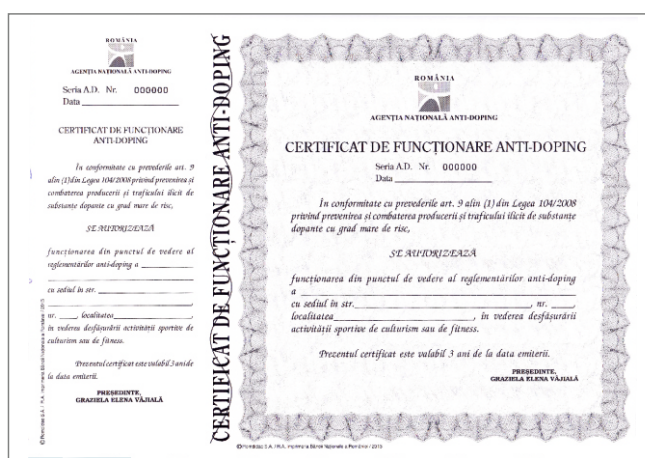 ROMÂNIA
AGENȚIA NAȚIONALĂ ANTI-DOPING
Seria A.D. Nr. 000000
Data
CERTIFICAT DE FUNCȚIONARE
ANTI-DOPING
În conformitate cu prevederile art. 9
alin (1)din Legea 104/2008 privind prevenirea și
combaterea producerii și traficului ilicit de
substanțe dopante cu grad mare de risc,
SE AUTORIZEAZĂ
funcționarea din punctul de vedere al
reglementărilor anti-doping a
cu sediul în str.
nr. , localitatea ,
în vederea desfășurării activității sportive de
culturism sau de fitness.
Prezentul certificat este valabil 3 ani de
la data emiterii.
PREȘEDINTE,
GRAZIELA ELENA VÂJIALĂ
CERTIFICAT DE FUNCȚIONARE ANTI-DOPING
ROMÂNIA
AGENȚIA NAȚIONALĂ ANTI-DOPING
CERTIFICAT DE FUNCȚIONARE ANTI-DOPING
Seria A.D. Nr. 000000
Data
În conformitate cu prevederile art. 9 alin (1) din Legea 104/2008
privind prevenirea și combaterea producerii și traficului ilicit de substanțe
dopante cu grad mare de risc,
SE AUTORIZEAZĂ
funcționarea din punctul de vedere al reglementărilor anti-doping
a
cu sediul în str. , nr. ,
localitatea , în vederea desfășurării
activității sportive de culturism sau de fitness.
Prezentul certificat este valabil 3 ani de la data emiterii.
PREȘEDINTE,
GRAZIELA ELENA VÂJIALĂ